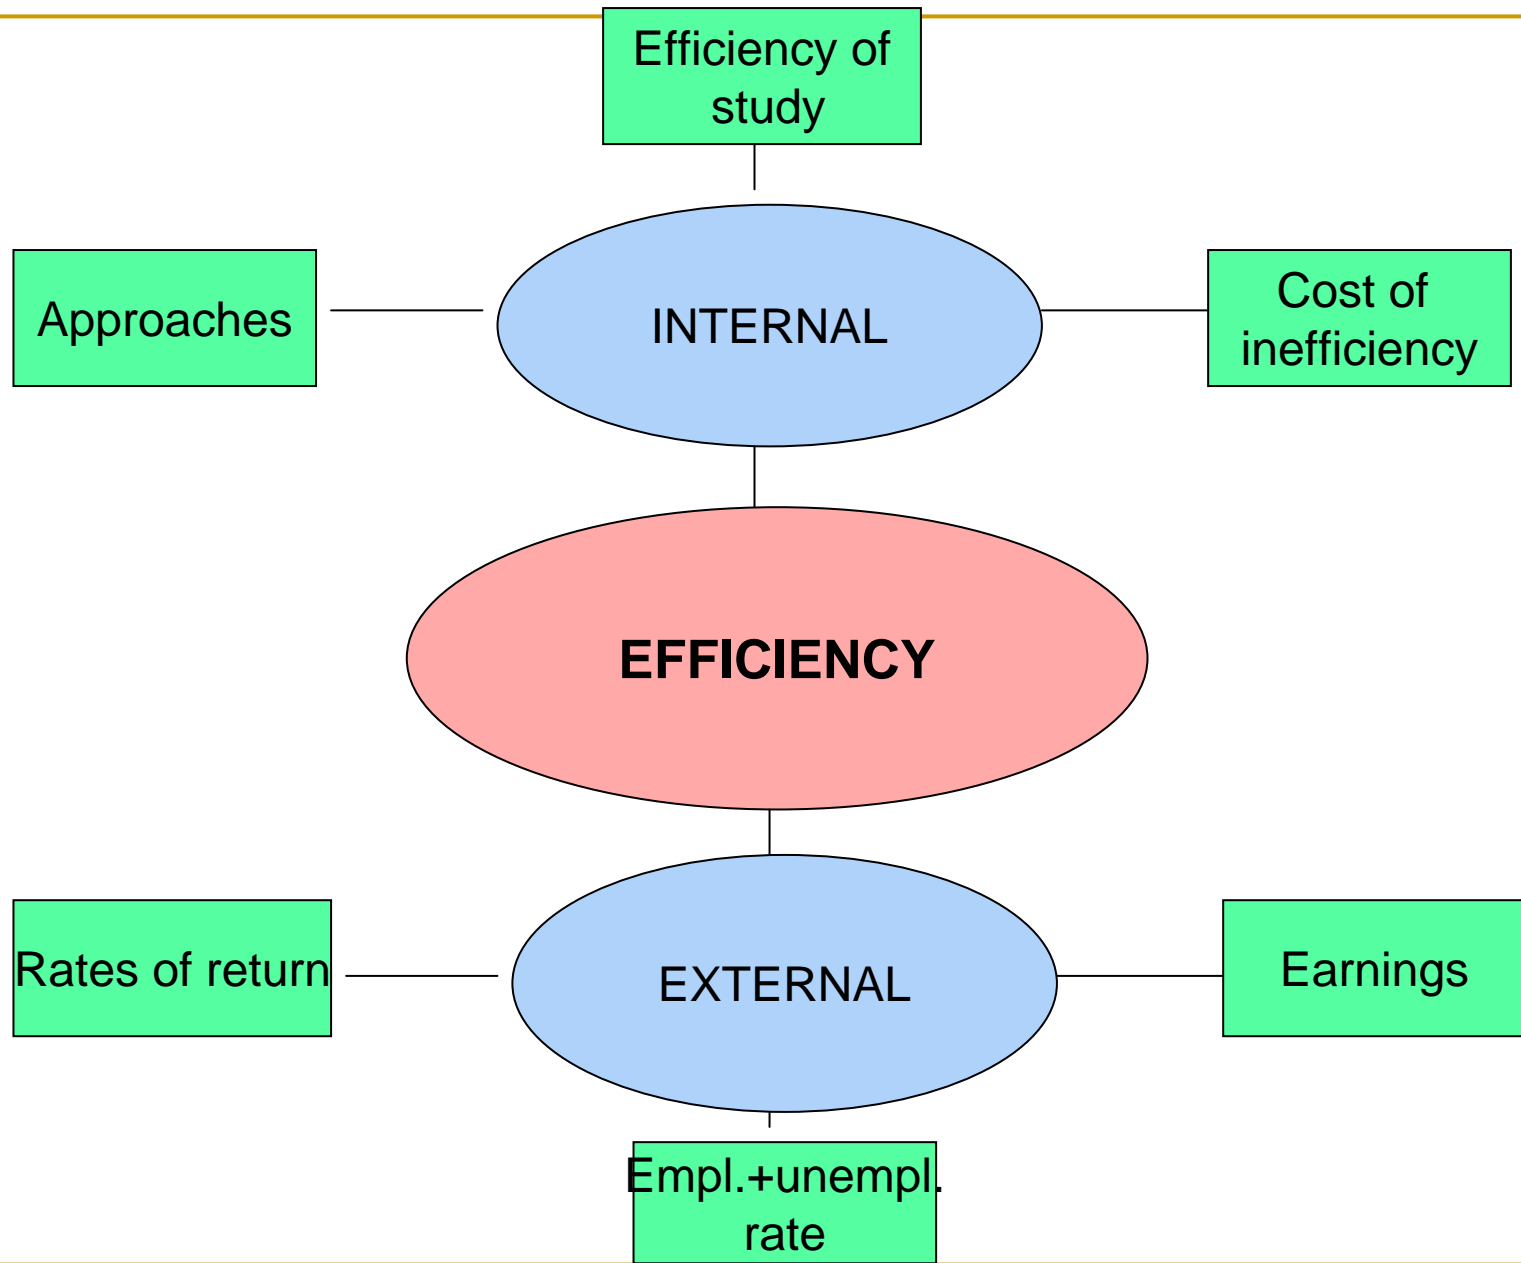 Efficiency of
study
Approaches
INTERNAL
Cost of
inefficiency
EFFICIENCY
Rates of return
EXTERNAL
Earnings
Empl.+unempl.
rate